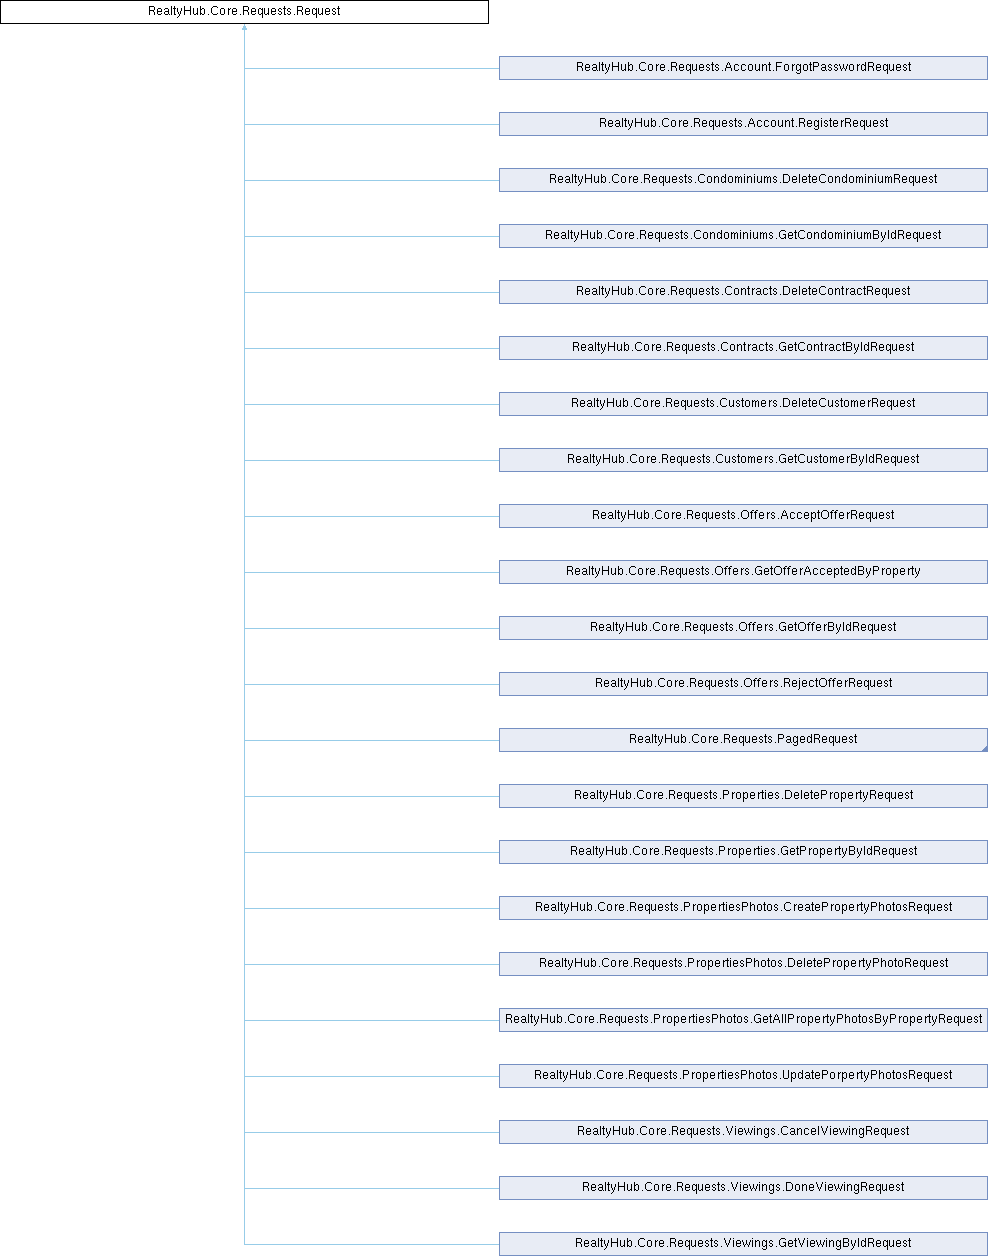 RealtyHub.Core.Requests.Request
RealtyHub.Core.Requests.Account.ForgotPasswordRequest
RealtyHub.Core.Requests.Account.RegisterRequest
RealtyHub.Core.Requests.Condominiums.DeleteCondominiumRequest
RealtyHub.Core.Requests.Condominiums.GetCondominiumByIdRequest
RealtyHub.Core.Requests.Contracts.DeleteContractRequest
RealtyHub.Core.Requests.Contracts.GetContractByIdRequest
RealtyHub.Core.Requests.Customers.DeleteCustomerRequest
RealtyHub.Core.Requests.Customers.GetCustomerByIdRequest
RealtyHub.Core.Requests.Offers.AcceptOfferRequest
RealtyHub.Core.Requests.Offers.GetOfferAcceptedByProperty
RealtyHub.Core.Requests.Offers.GetOfferByIdRequest
RealtyHub.Core.Requests.Offers.RejectOfferRequest
RealtyHub.Core.Requests.PagedRequest
RealtyHub.Core.Requests.Properties.DeletePropertyRequest
RealtyHub.Core.Requests.Properties.GetPropertyByIdRequest
RealtyHub.Core.Requests.PropertiesPhotos.CreatePropertyPhotosRequest
RealtyHub.Core.Requests.PropertiesPhotos.DeletePropertyPhotoRequest
RealtyHub.Core.Requests.PropertiesPhotos.GetAllPropertyPhotosByPropertyRequest
RealtyHub.Core.Requests.PropertiesPhotos.UpdatePorpertyPhotosRequest
RealtyHub.Core.Requests.Viewings.CancelViewingRequest
RealtyHub.Core.Requests.Viewings.DoneViewingRequest
RealtyHub.Core.Requests.Viewings.GetViewingByIdRequest